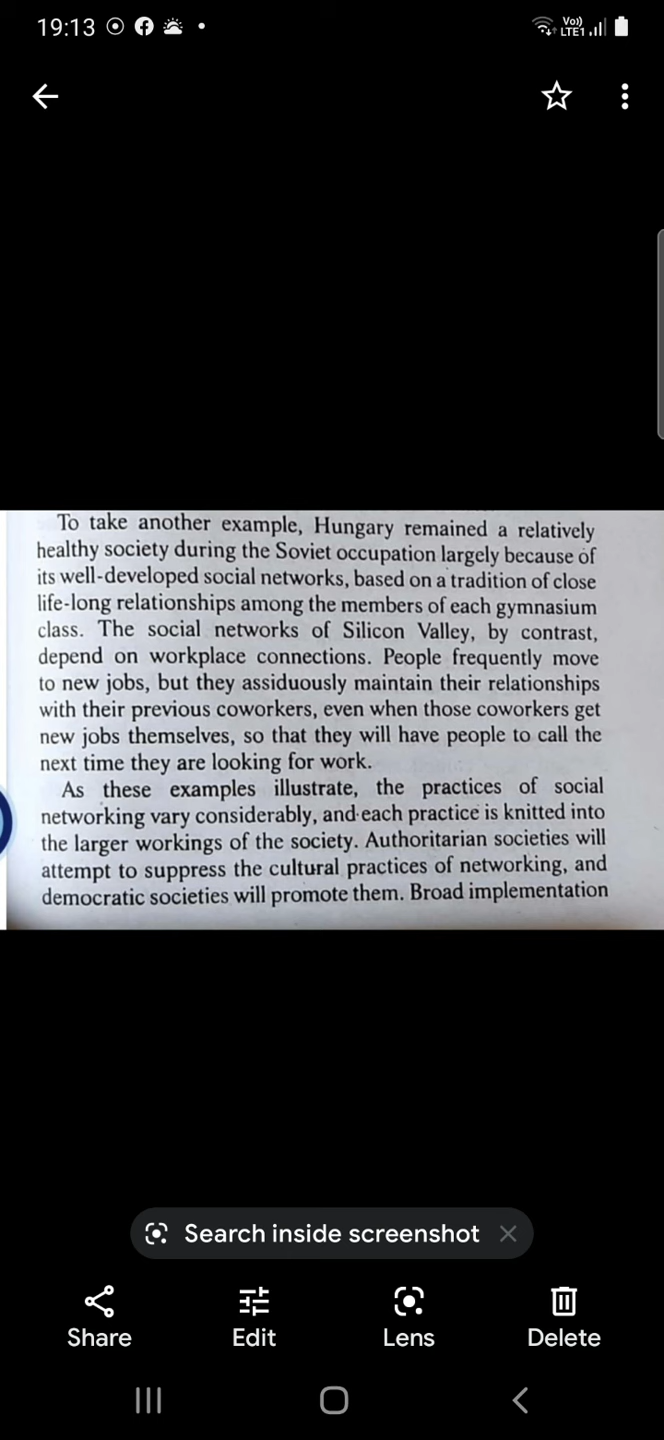 19:13
Vo))
LTE1
To take another example, Hungary remained a relatively
healthy society during the Soviet occupation largely because of
its well-developed social networks, based on a tradition of close
life-long relationships among the members of each gymnasium
class. The social networks of Silicon Valley, by contrast,
depend on workplace connections. People frequently move
to new jobs, but they assiduously maintain their relationships
with their previous coworkers, even when those coworkers get
new jobs themselves, so that they will have people to call the
next time they are looking for work.
As these examples illustrate, the practices of social
networking vary considerably, and each practice is knitted into
the larger workings of the society. Authoritarian societies will
attempt to suppress the cultural practices of networking, and
democratic societies will promote them. Broad implementation
Search inside screenshot
Share Edit Lens Delete